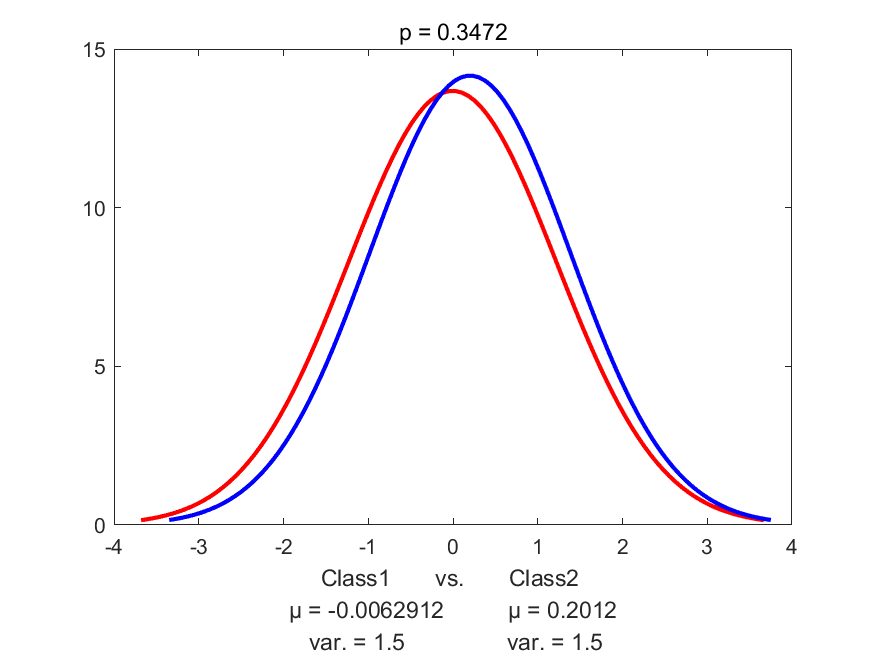 p = 0.3472
15
10
5
0
-4 -3 -2 -1 0 1 2 3 4
Class1 vs. Class2
µ = -0.0062912 µ = 0.2012
var. = 1.5 var. = 1.5